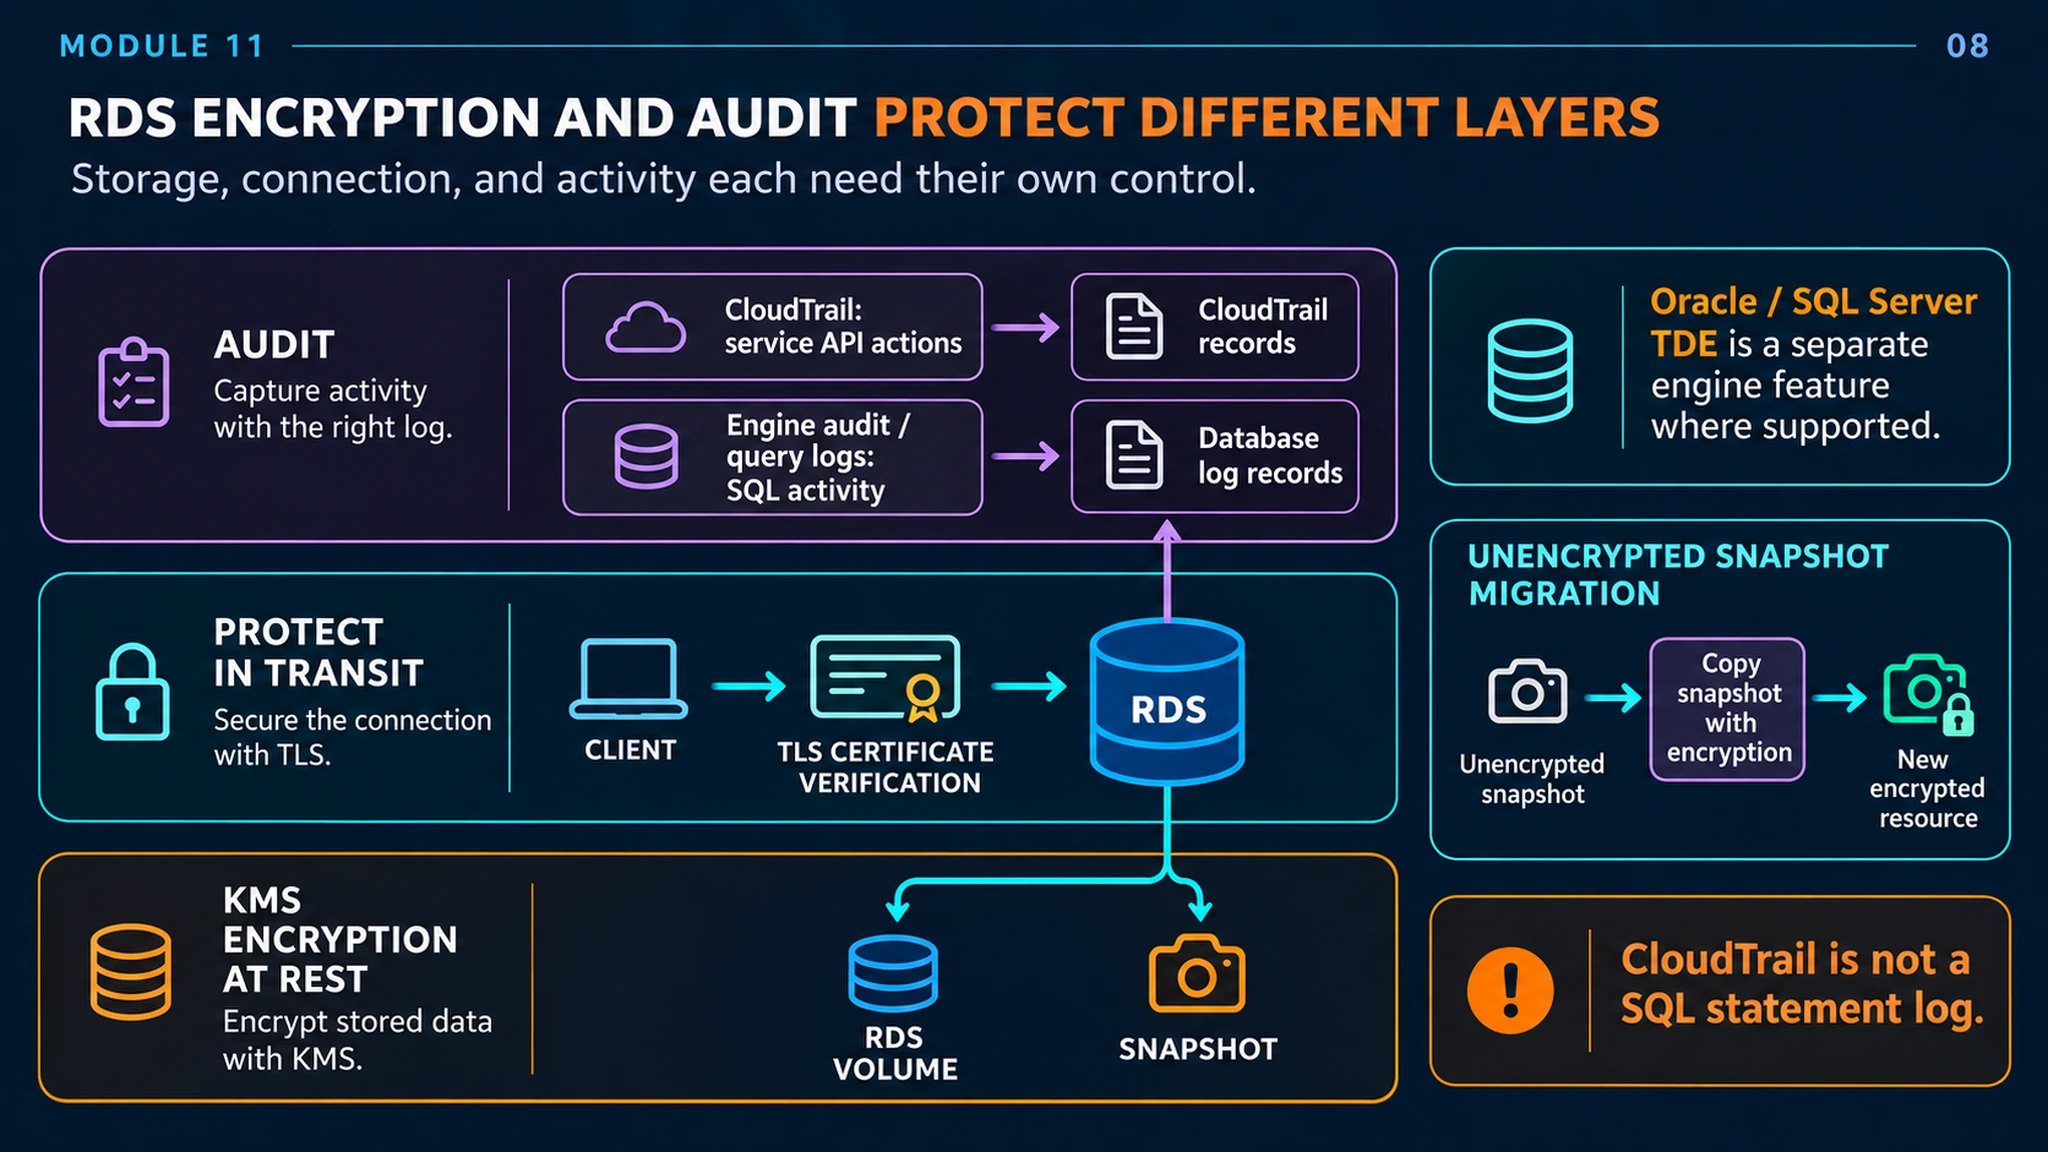 MODULE 11
08
RDS ENCRYPTION AND AUDIT PROTECT DIFFERENT LAYERS
Storage, connection, and activity each need their own control.
AUDIT
Capture activity
with the right log.
CloudTrail:
service API actions
CloudTrail
records
Engine audit /
query logs:
SQL activity
Database
log records
PROTECT
IN TRANSIT
Secure the connection
with TLS.
CLIENT
TLS CERTIFICATE
VERIFICATION
RDS
KMS
ENCRYPTION
AT REST
Encrypt stored data
with KMS.
RDS
VOLUME
SNAPSHOT
Oracle / SQL Server
TDE is a separate
engine feature
where supported.
UNENCRYPTED SNAPSHOT
MIGRATION
Unencrypted
snapshot
Copy
snapshot
with
encryption
New
encrypted
resource
CloudTrail is not a
SQL statement log.